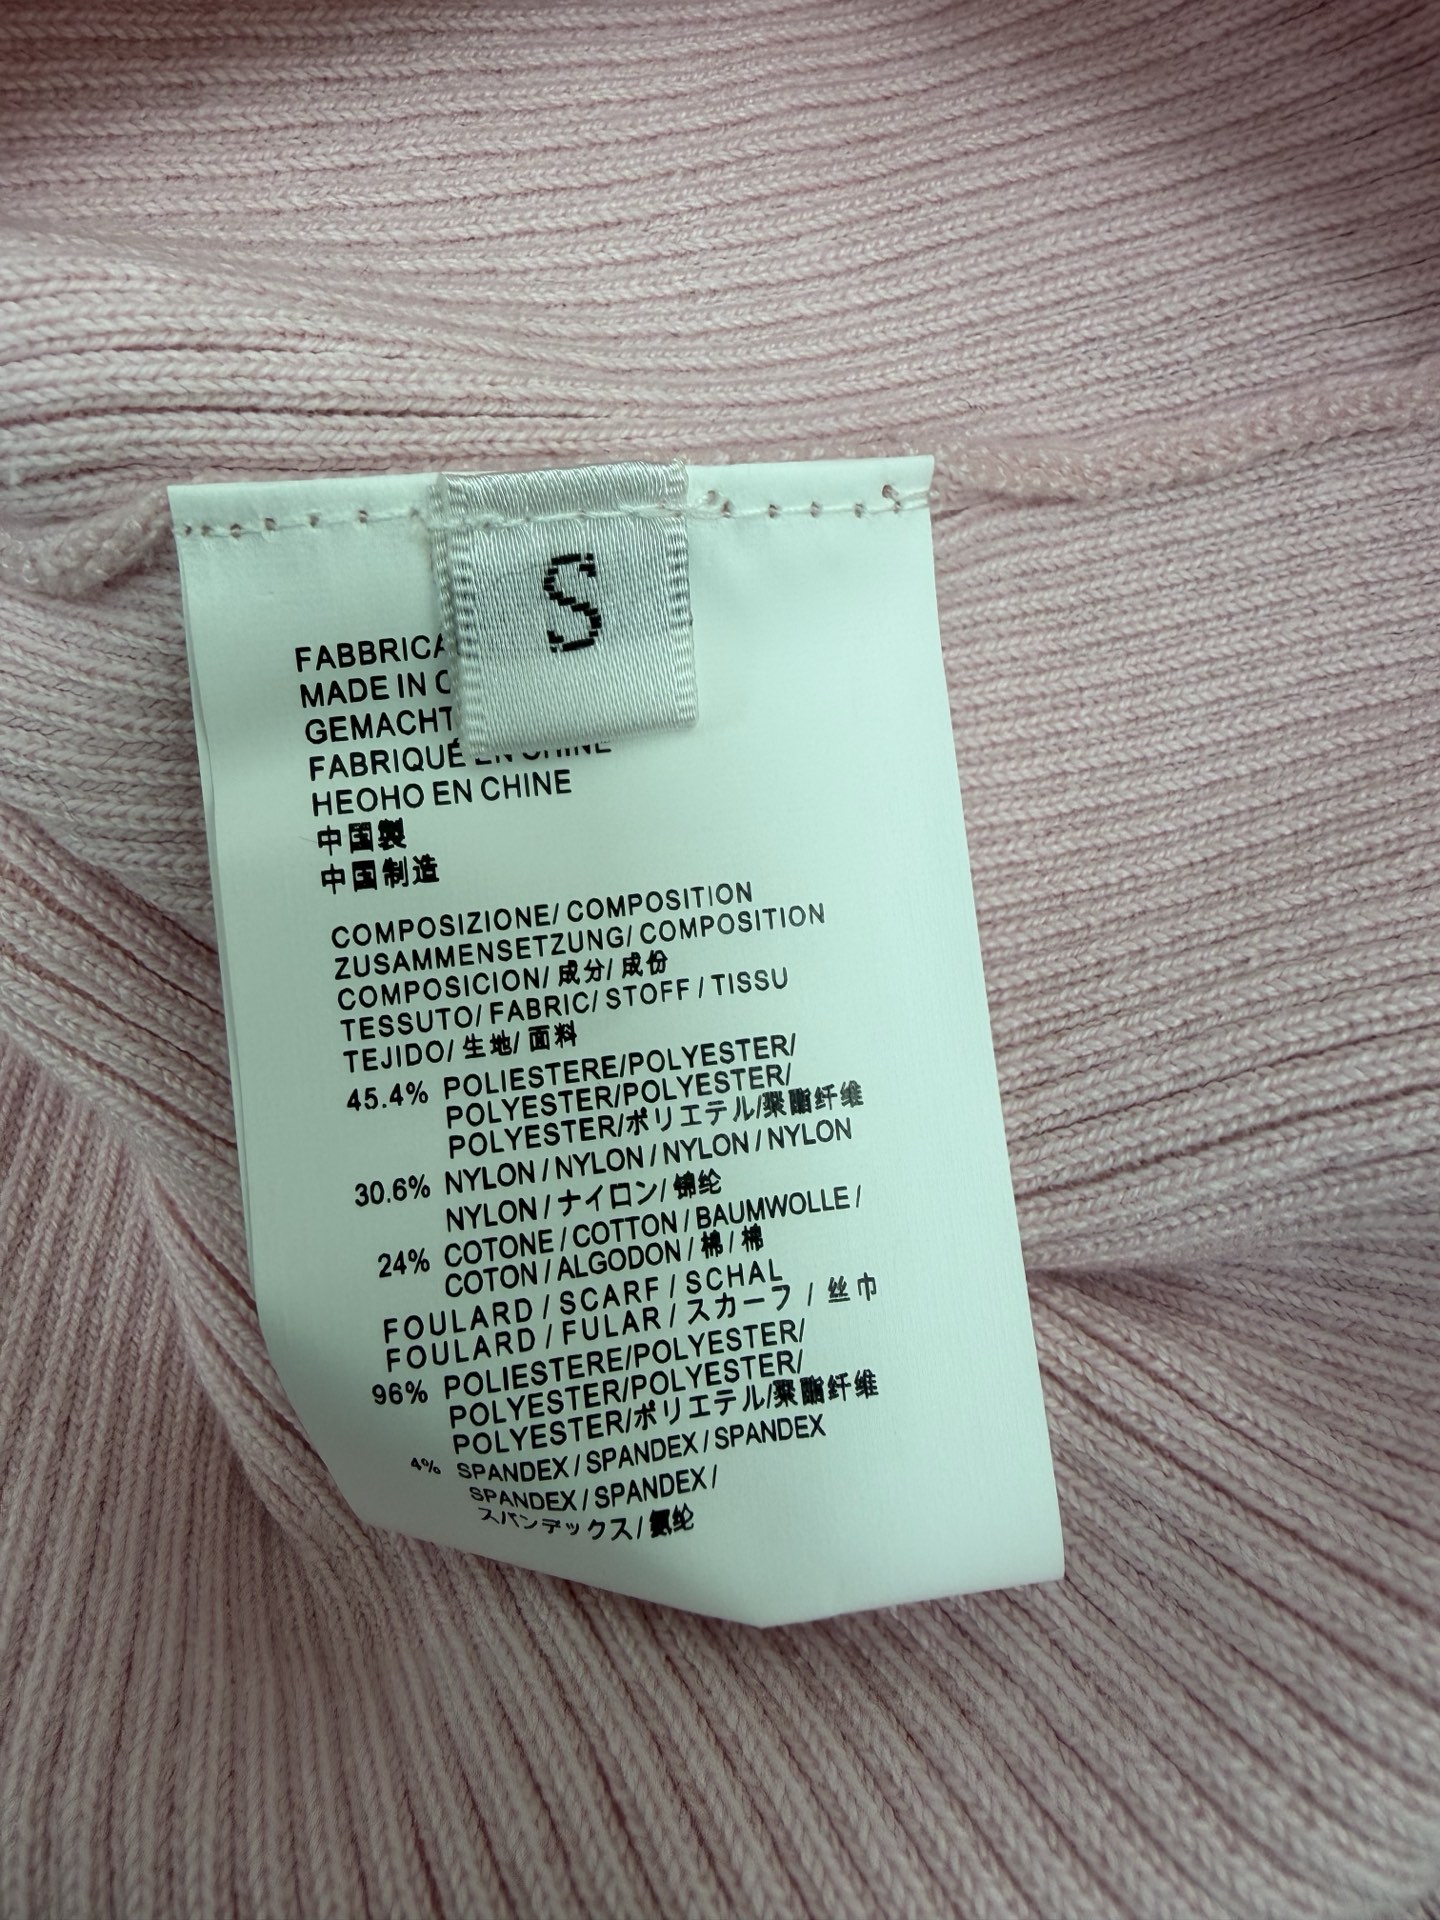 S
FABBRICA
MADE IN C
GEMACHT
FABRIQUÉ EN CHINE
HEOHO EN CHINE
中国製
中国制造
COMPOSIZIONE/ COMPOSITION
ZUSAMMENSETZUNG/ COMPOSITION
COMPOSICION/ 成分/ 成份
TESSUTO/ FABRIC/ STOFF / TISSU
TEJIDO/ 生地/ 面料
45.4% POLIESTERE/POLYESTER/
POLYESTER/POLYESTER/
POLYESTER/ポリエテル/聚酯纤维
30.6% NYLON / NYLON / NYLON / NYLON
NYLON / ナイロン/ 锦纶
24% COTONE / COTTON / BAUMWOLLE /
COTON / ALGODON / 棉 / 棉
FOULARD / SCARF / SCHAL
FOULARD / FULAR / スカーフ / 丝巾
96% POLIESTERE/POLYESTER/
POLYESTER/POLYESTER/
POLYESTER/ポリエテル/聚酯纤维
4% SPANDEX / SPANDEX / SPANDEX
SPANDEX / SPANDEX /
スパンデックス/ 氨纶